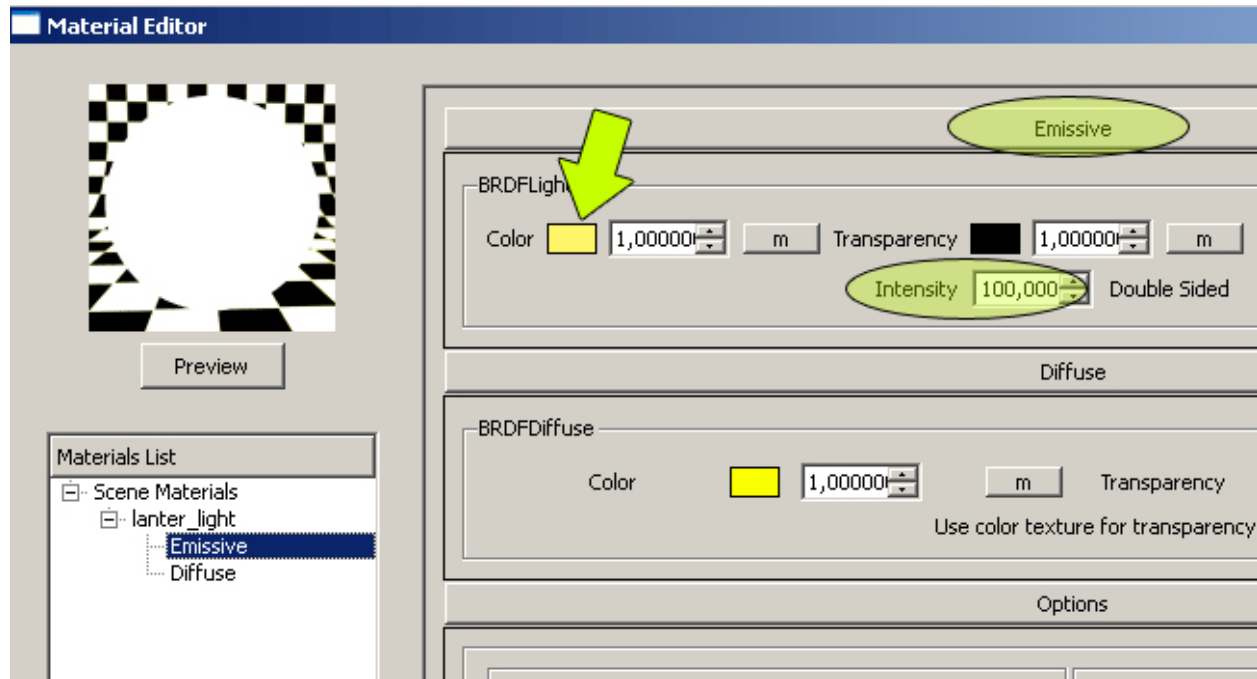 Material Editor
Emissive
BRDFLigh
Color 1,00000 m Transparency 1,00000 m
Intensity 100,000 Double Sided
Preview
Diffuse
BRDFDiffuse
Color 1,00000 m Transparency
Use color texture for transparency
Options
Materials List
Scene Materials
lanter_light
Emissive
Diffuse